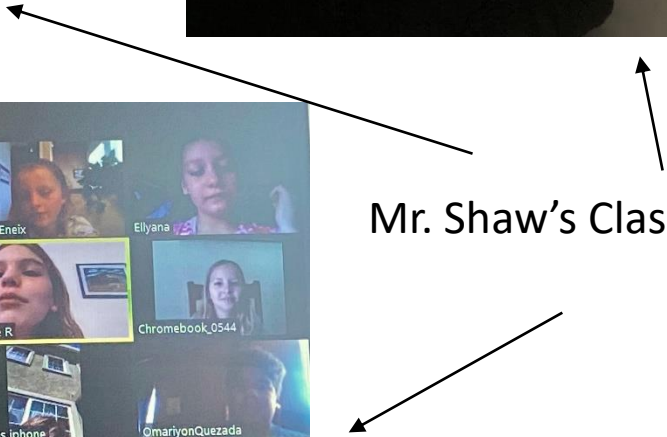 Eneix
Ellyana
Mr. Shaw's Clas
R
Chromebook_0544
s iphone
OmariyonQuezada